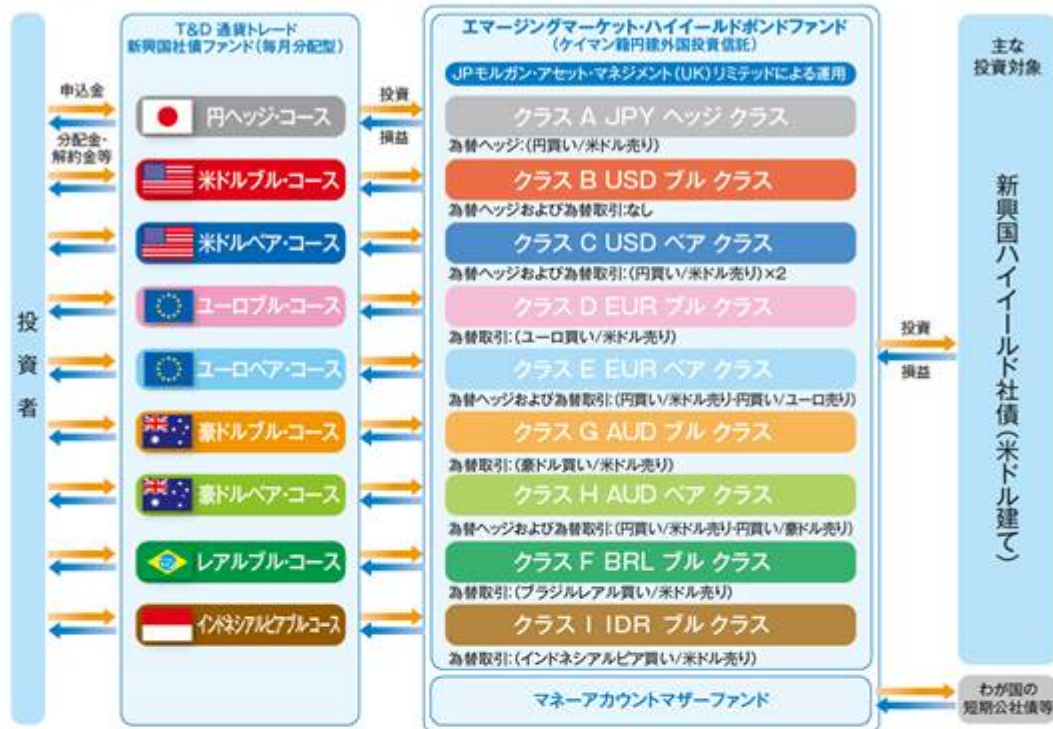 T&D 通貨トレード
新興国社債ファンド(毎月分配型)
エマージングマーケット・ハイイールドボンドファンド
(ケイマン籍円建外国投資信託)
JPモルガン・アセット・マネジメント(UK)リミテッドによる運用
主な
投資対象
申込金
分配金・
解約金等
投資
損益
投資者
円ヘッジ・コース
クラス A JPY ヘッジ クラス
為替ヘッジ:(円買い/米ドル売り)
米ドルブル・コース
クラス B USD ブル クラス
為替ヘッジおよび為替取引:なし
米ドルベア・コース
クラス C USD ベア クラス
為替ヘッジおよび為替取引:(円買い/米ドル売り)×2
ユーロブル・コース
クラス D EUR ブル クラス
為替取引:(ユーロ買い/米ドル売り)
ユーロベア・コース
クラス E EUR ベア クラス
為替ヘッジおよび為替取引:(円買い/米ドル売り・円買い/ユーロ売り)
豪ドルブル・コース
クラス G AUD ブル クラス
為替取引:(豪ドル買い/米ドル売り)
豪ドルベア・コース
クラス H AUD ベア クラス
為替ヘッジおよび為替取引:(円買い/米ドル売り・円買い/豪ドル売り)
レアルブル・コース
クラス F BRL ブル クラス
為替取引:(ブラジルレアル買い/米ドル売り)
インドネシアルピアブル・コース
クラス I IDR ブル クラス
為替取引:(インドネシアルピア買い/米ドル売り)
マネーアカウントマザーファンド
投資
損益
新興国ハイイールド社債(米ドル建て)
わが国の
短期公社債等